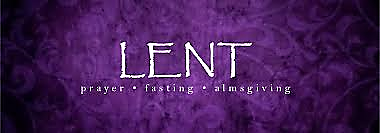 LENT
prayer • fasting • almsgiving